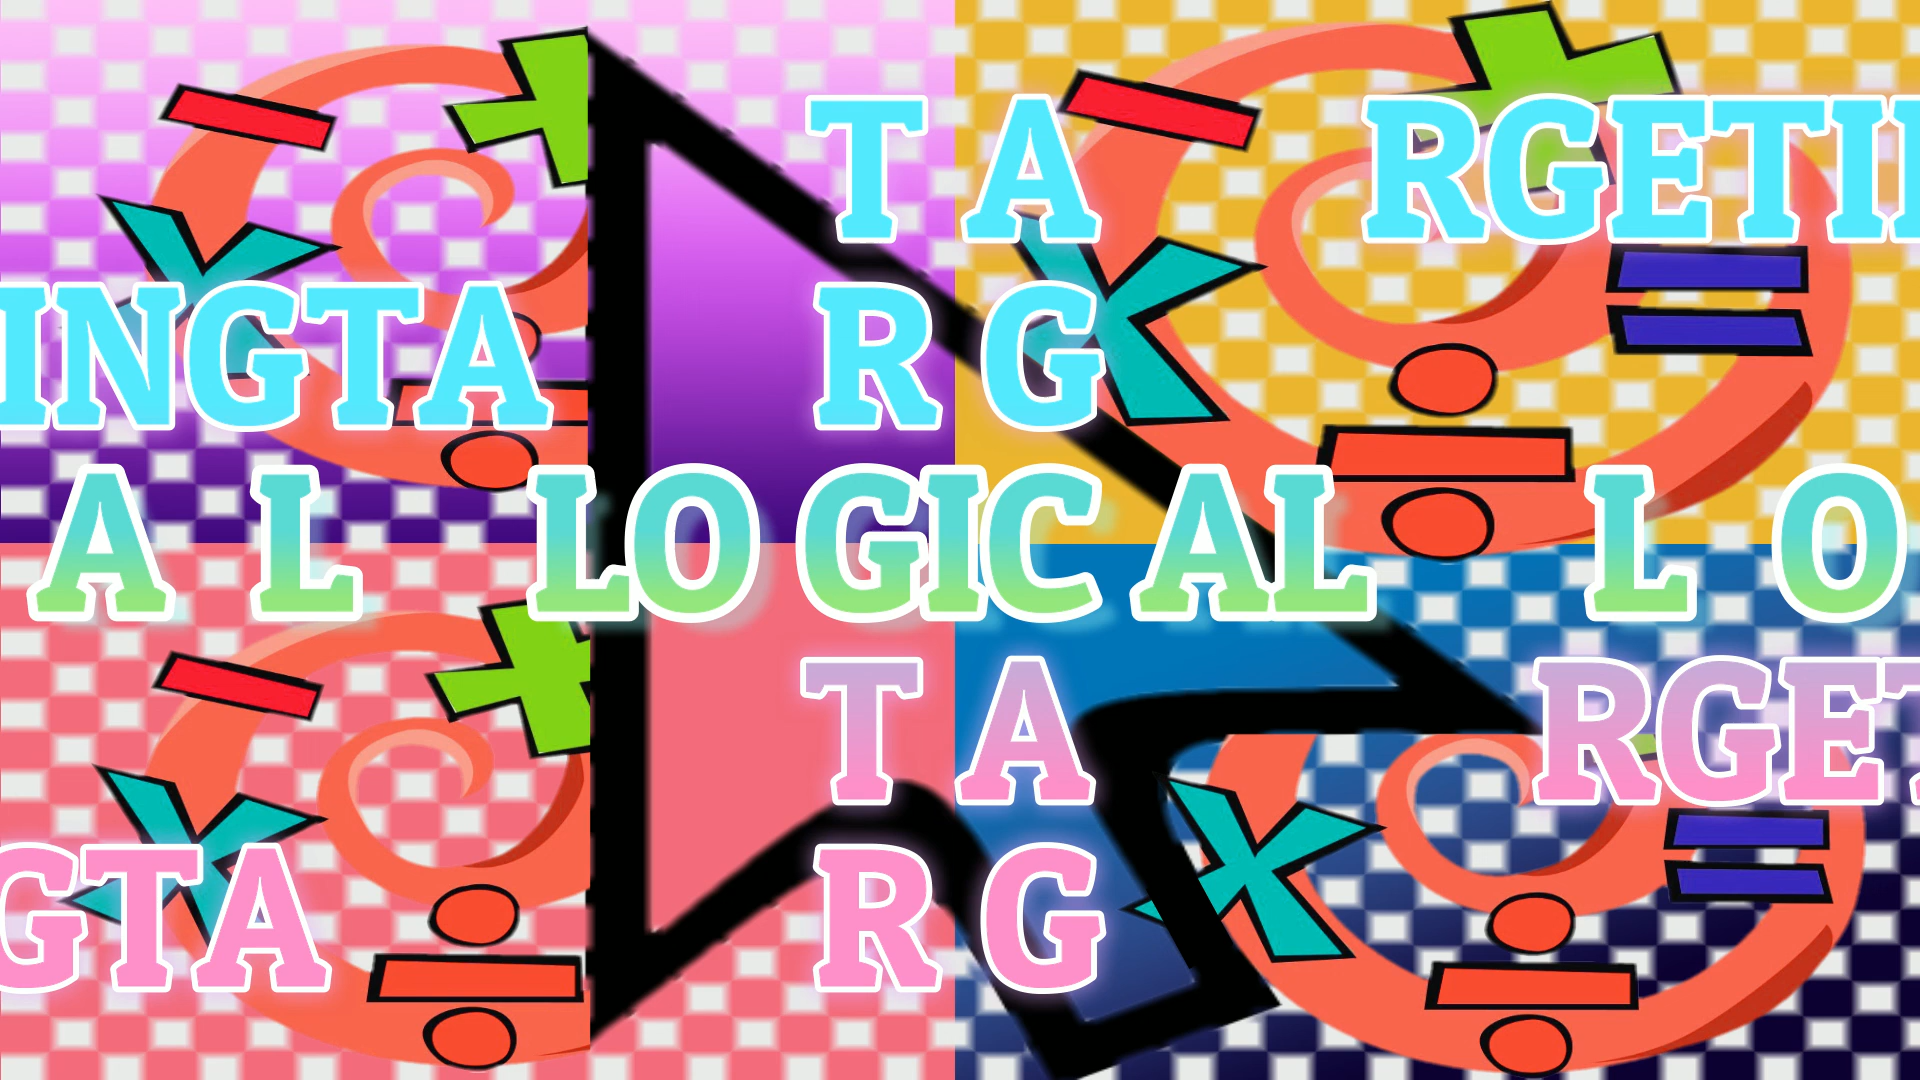 T A RGETI
INGTA R G
A L LO GIC AL L O
T A RGET
GTA R G